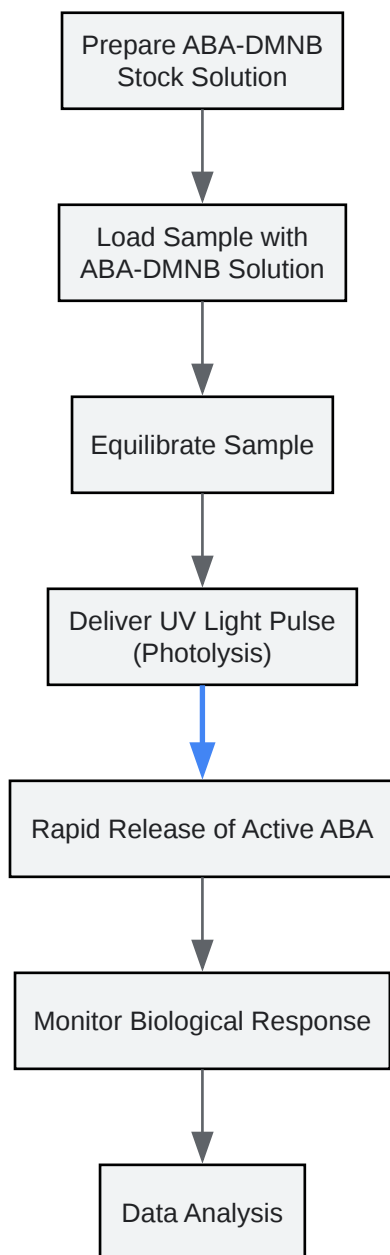 Prepare ABA-DMNB
Stock Solution
Load Sample with
ABA-DMNB Solution
Equilibrate Sample
Deliver UV Light Pulse
(Photolysis)
Rapid Release of Active ABA
Monitor Biological Response
Data Analysis